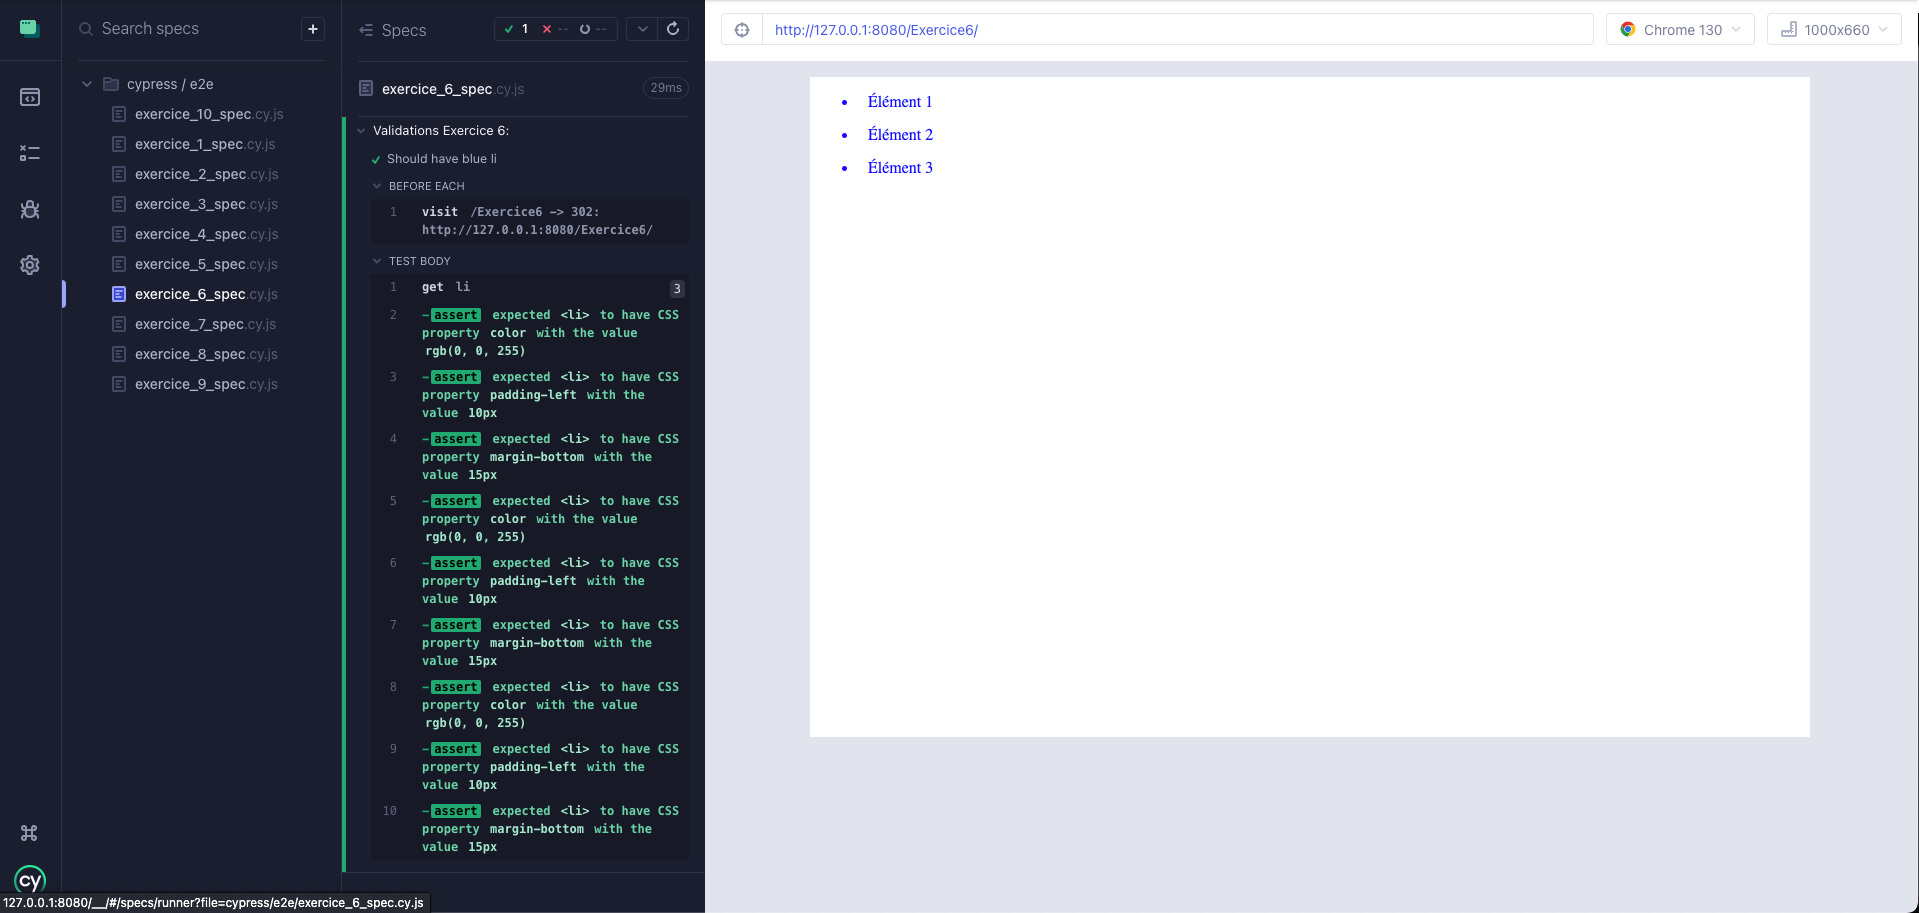 Search specs
cypress / e2e
exercice_10_spec.cy.js
exercice_1_spec.cy.js
exercice_2_spec.cy.js
exercice_3_spec.cy.js
exercice_4_spec.cy.js
exercice_5_spec.cy.js
exercice_6_spec.cy.js
exercice_7_spec.cy.js
exercice_8_spec.cy.js
exercice_9_spec.cy.js
cy
127.0.0.1:8080/__/#/specs/runner?file=cypress/e2e/exercice_6_spec.cy.js
Specs
1 -- --
exercice_6_spec.cy.js 29ms
Validations Exercice 6:
Should have blue li
BEFORE EACH
1 visit /Exercice6 -> 302:
http://127.0.0.1:8080/Exercice6/
TEST BODY
1 get li 3
2 -assert expected <li> to have CSS
property color with the value
rgb(0, 0, 255)
3 -assert expected <li> to have CSS
property padding-left with the
value 10px
4 -assert expected <li> to have CSS
property margin-bottom with the
value 15px
5 -assert expected <li> to have CSS
property color with the value
rgb(0, 0, 255)
6 -assert expected <li> to have CSS
property padding-left with the
value 10px
7 -assert expected <li> to have CSS
property margin-bottom with the
value 15px
8 -assert expected <li> to have CSS
property color with the value
rgb(0, 0, 255)
9 -assert expected <li> to have CSS
property padding-left with the
value 10px
10 -assert expected <li> to have CSS
property margin-bottom with the
value 15px
http://127.0.0.1:8080/Exercice6/
Chrome 130
1000x660
• Élément 1
• Élément 2
• Élément 3